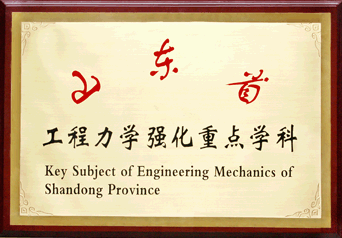 山东省
工程力学强化重点学科
Key Subject of Engineering Mechanics of
Shandong Province